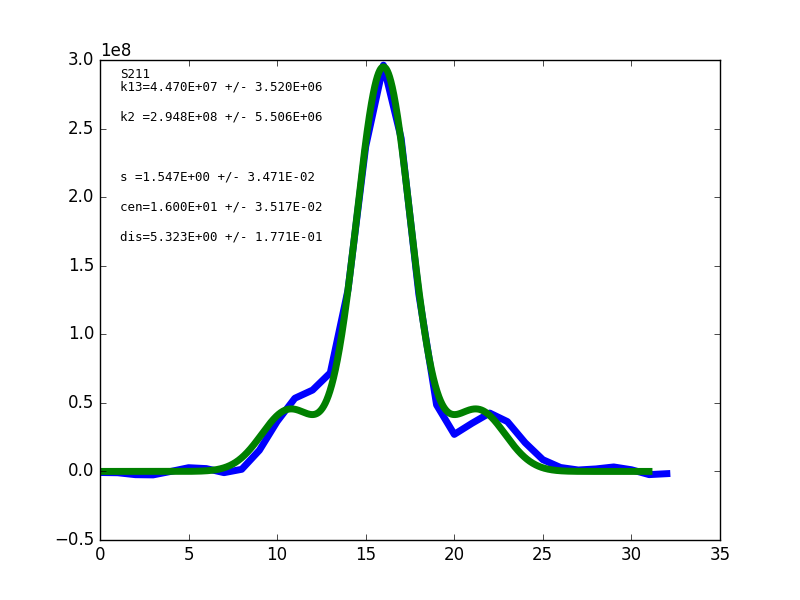 1e8
3.0
S211
k13=4.470E+07 +/- 3.520E+06
k2 =2.948E+08 +/- 5.506E+06
2.5
s =1.547E+00 +/- 3.471E-02
2.0
cen=1.600E+01 +/- 3.517E-02
dis=5.323E+00 +/- 1.771E-01
1.5
1.0
0.5
0.0
−0.5
0 5 10 15 20 25 30 35